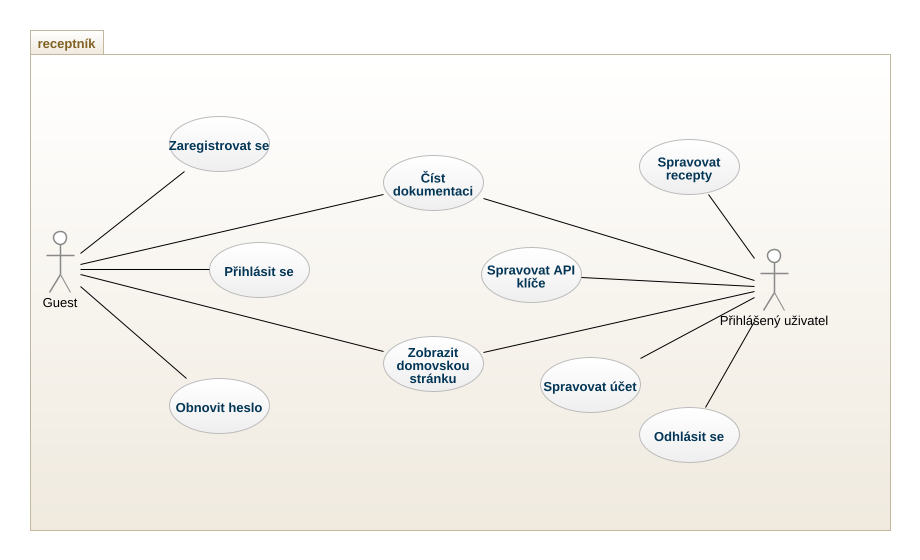 receptník
Zaregistrovat se
Číst
dokumentaci
Spravovat
recepty
Přihlásit se
Spravovat API
klíče
Guest
Přihlášený uživatel
Zobrazit
domovskou
stránku
Spravovat účet
Obnovit heslo
Odhlásit se